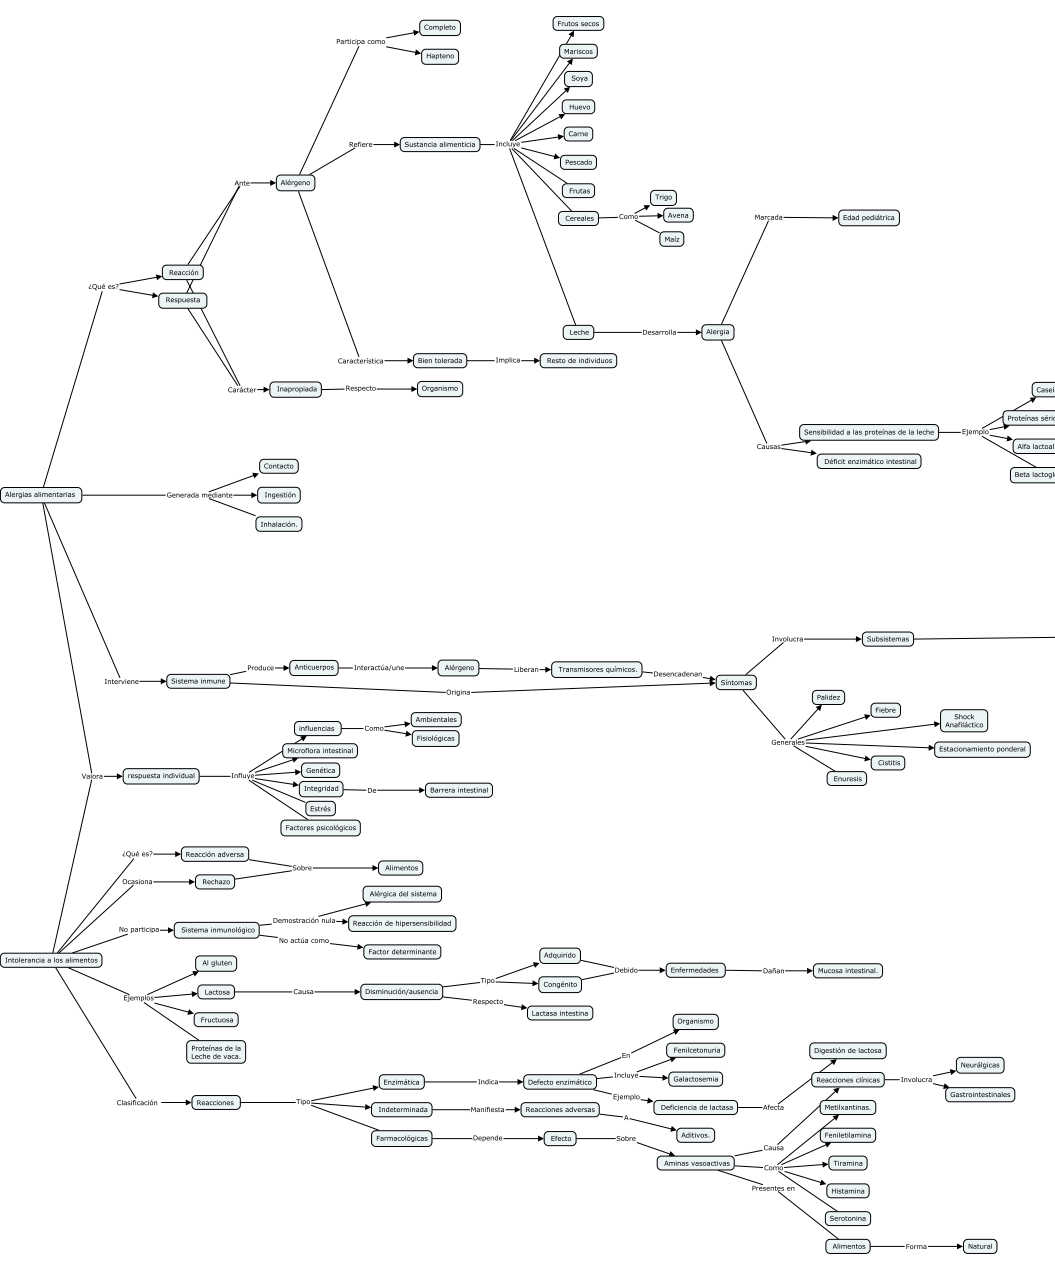 Completo
Participa como
Hapteno
Frutos secos
Mariscos
Soya
Huevo
Carne
Pescado
Frutas
Cereales
Refiere
Sustancia alimenticia
Incluye
Ante
Alérgeno
Como
Trigo
Avena
Maíz
Marcada
Edad pediátrica
¿Qué es?
Reacción
Respuesta
Leche
Desarrolla
Alergia
Característica
Bien tolerada
Implica
Resto de individuos
Carácter
Inapropiada
Respecto
Organismo
Causas
Sensibilidad a las proteínas de la leche
Déficit enzimático intestinal
Ejemplo
Caseí
Proteínas séric
Alfa lactoal
Beta lactogl
Alergias alimentarias
Generada mediante
Contacto
Ingestión
Inhalación.
Interviene
Sistema inmune
Produce
Anticuerpos
Interactúa/une
Alérgeno
Liberan
Transmisores químicos.
Desencadenan
Origina
Síntomas
Involucra
Subsistemas
Generales
Palidez
Fiebre
Shock
Anafiláctico
Estacionamiento ponderal
Cistitis
Enuresis
Valora
respuesta individual
Influye
influencias
Como
Ambientales
Fisiológicas
Microflora intestinal
Genética
Integridad
De
Barrera intestinal
Estrés
Factores psicológicos
Intolerancia a los alimentos
¿Qué es?
Reacción adversa
Ocasiona
Rechazo
Sobre
Alimentos
No participa
Sistema inmunológico
Demostración nula
Alérgica del sistema
Reacción de hipersensibilidad
No actúa como
Factor determinante
Ejemplos
Al gluten
Lactosa
Fructuosa
Proteínas de la
Leche de vaca.
Causa
Disminución/ausencia
Tipo
Adquirido
Congénito
Debido
Enfermedades
Dañan
Mucosa intestinal.
Respecto
Lactasa intestina
Clasificación
Reacciones
Tipo
Enzimática
Indica
Defecto enzimático
En
Organismo
Incluye
Fenilcetonuria
Galactosemia
Ejemplo
Deficiencia de lactasa
Afecta
Digestión de lactosa
Indeterminada
Manifiesta
Reacciones adversas
A
Aditivos.
Farmacológicas
Depende
Efecto
Sobre
Aminas vasoactivas
Causa
Reacciones clínicas
Involucra
Neurálgicas
Gastrointestinales
Como
Metilxantinas.
Feniletilamina
Tiramina
Histamina
Serotonina
Presentes en
Alimentos
Forma
Natural